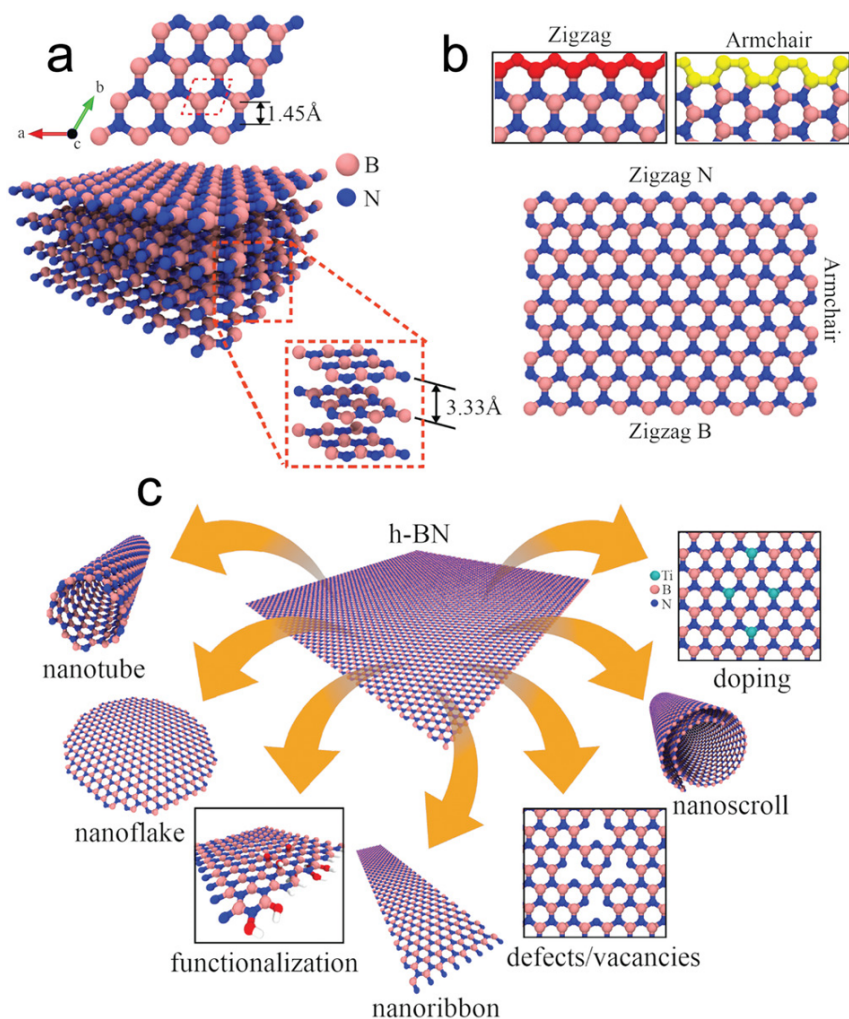 a
b
a
c
1.45Å
B
N
3.33Å
b
Zigzag
Armchair
Zigzag N
Armchair
Zigzag B
c
h-BN
nanotube
nanoflake
functionalization
nanoribbon
defects/vacancies
nanoscroll
Ti
B
N
doping